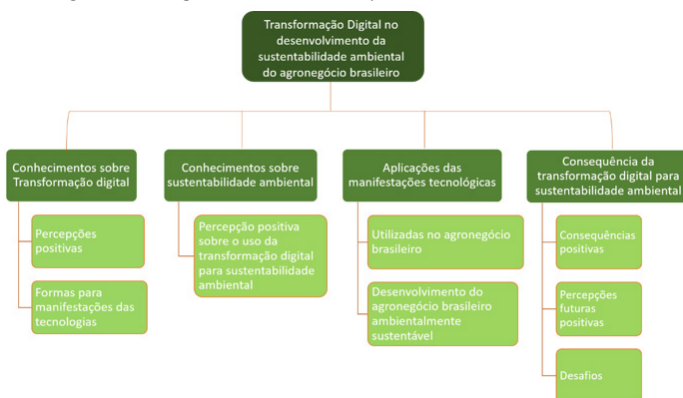 Transformação Digital no
desenvolvimento da
sustentabilidade ambiental
do agronegócio brasileiro
Conhecimentos sobre
Transformação digital
Percepções
positivas
Formas para
manifestações das
tecnologias
Conhecimentos sobre
sustentabilidade ambiental
Percepção positiva
sobre o uso da
transformação digital
para sustentabilidade
ambiental
Aplicações das
manifestações tecnológicas
Utilizadas no agronegócio
brasileiro
Desenvolvimento do
agronegócio brasileiro
ambientalmente
sustentável
Consequência da
transformação digital para
sustentabilidade ambiental
Consequências
positivas
Percepções
futuras
positivas
Desafios